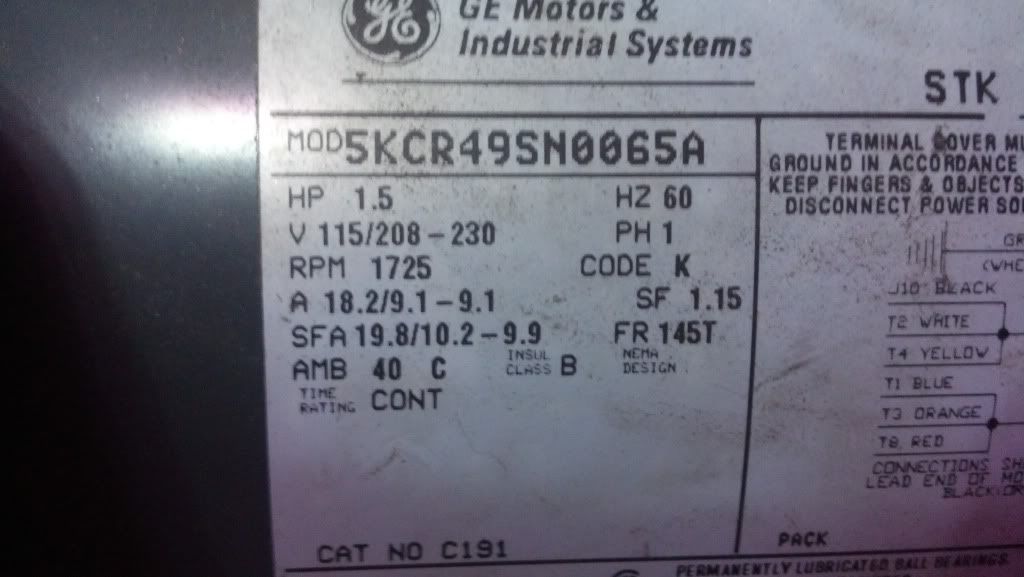 GE
GE Motors &
Industrial Systems
STK
MOD 5KCR49SN0065A
HP 1.5 HZ 60
V 115/208-230 PH 1
RPM 1725 CODE K
A 18.2/9.1-9.1 SF 1.15
SFA 19.8/10.2-9.9 FR 145T
AMB 40 C INSUL CLASS B NEMA DESIGN
TIME RATING CONT
CAT NO C191
TERMINAL COVER
GROUND IN ACCORDANCE
KEEP FINGERS & OBJECTS
DISCONNECT POWER
J10 BLACK
T2 WHITE
T4 YELLOW
T1 BLUE
T3 ORANGE
T8 RED
CONNECTIONS
LEAD END OF
BLACK
PACK
PERMANENTLY LUBRICATED BALL BEARINGS